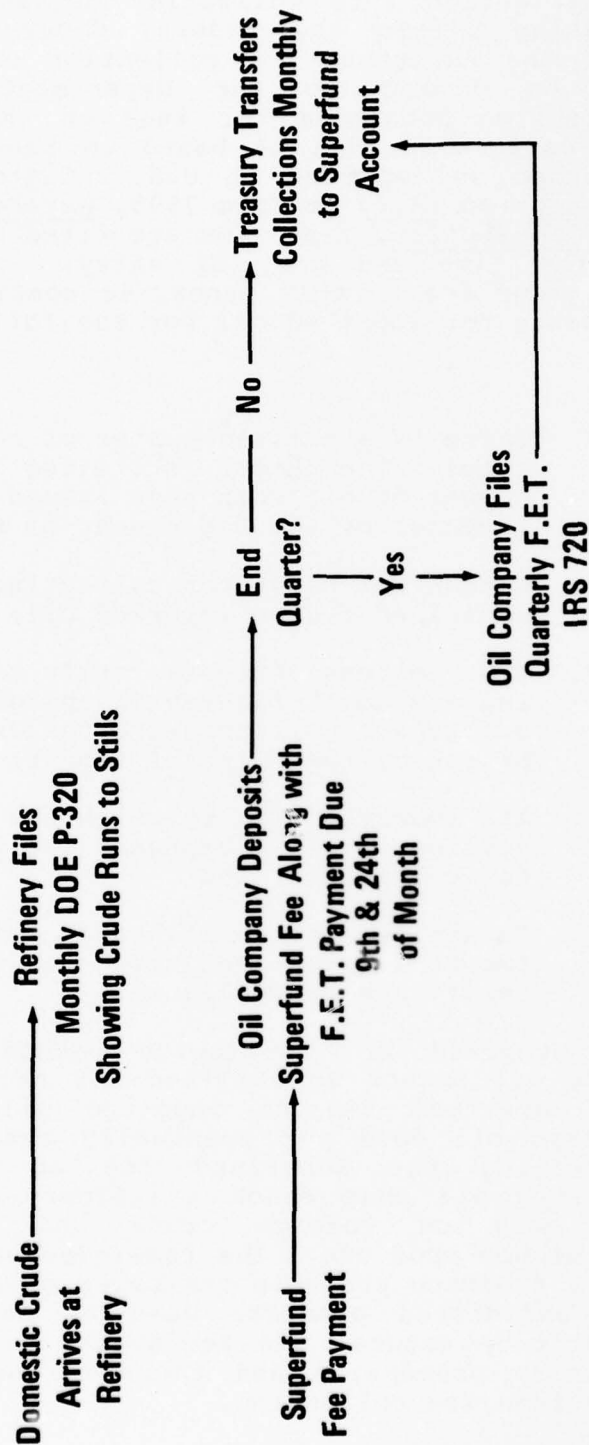 Domestic Crude
Arrives at
Refinery
Refinery Files
Monthly DOE P-320
Showing Crude Runs to Stills
Superfund
Fee Payment
Oil Company Deposits
Superfund Fee Along with
F.E.T. Payment Due
9th & 24th
of Month
End
Quarter?
No
Yes
Treasury Transfers
Collections Monthly
to Superfund
Account
Oil Company Files
Quarterly F.E.T.
IRS 720